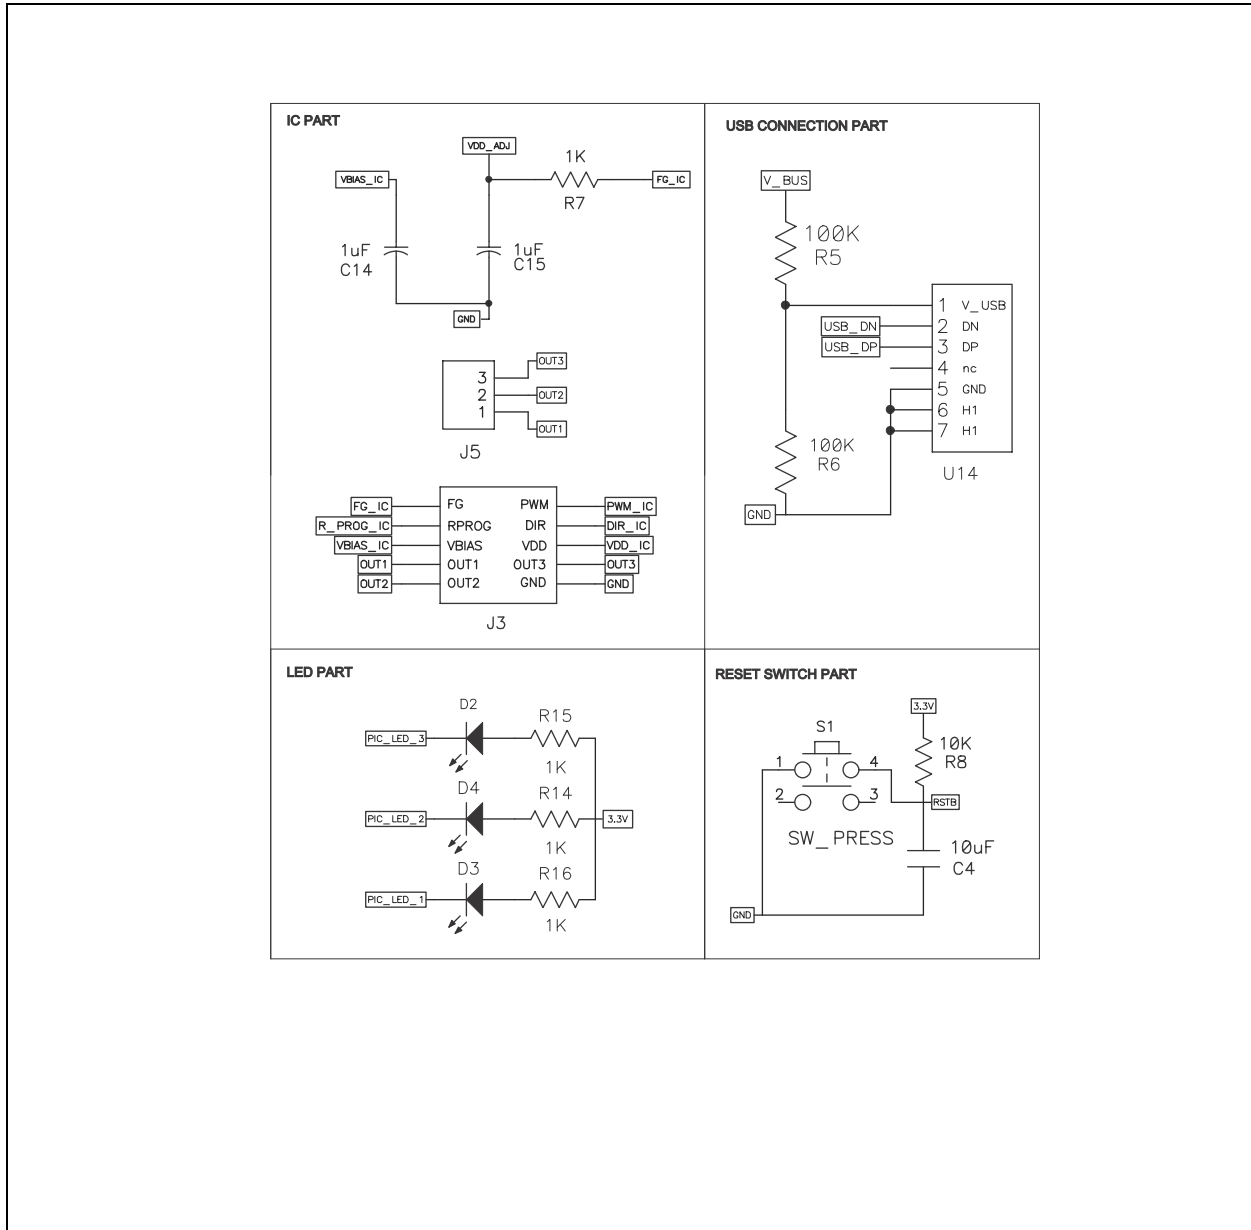 IC PART
VDD_ADJ
VBIAS_IC
1K
R7
FG_IC
1uF
C14
1uF
C15
GND
3
2
1
OUT3
OUT2
OUT1
J5
FG_IC
R_PROG_IC
VBIAS_IC
OUT1
OUT2
FG PWM
RPROG DIR
VBIAS VDD
OUT1 OUT3
OUT2 GND
PWM_IC
DIR_IC
VDD_IC
OUT3
GND
J3
USB CONNECTION PART
V_BUS
100K
R5
USB_DN
USB_DP
1 V_USB
2 DN
3 DP
4 nc
5 GND
6 H1
7 H1
U14
100K
R6
GND
LED PART
D2
R15
PIC_LED_3
1K
D4
R14
PIC_LED_2
3.3V
1K
D3
R16
PIC_LED_1
1K
RESET SWITCH PART
3.3V
S1
10K
R8
1 4
2 3
RSTB
SW_PRESS
10uF
C4
GND